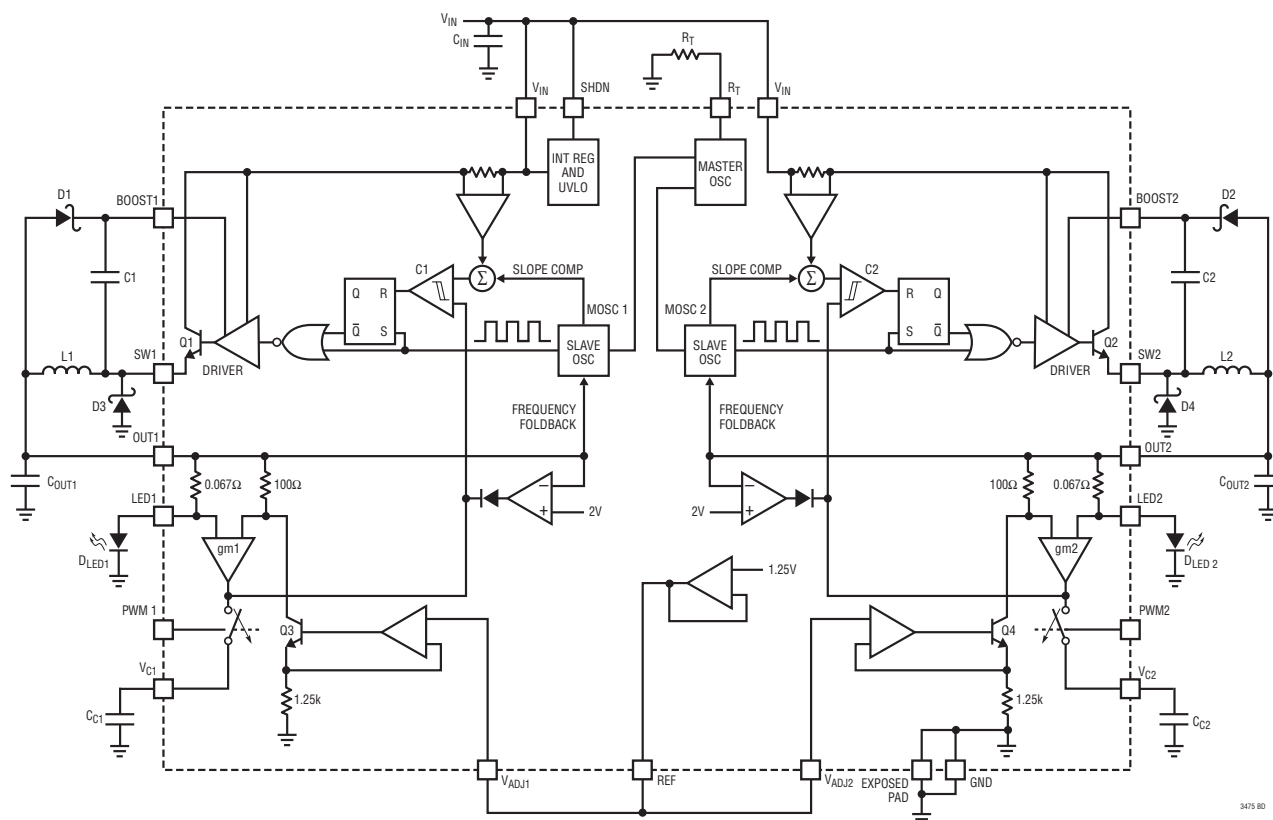 VIN
CIN
RT
VIN
SHDN
RT
VIN
INT REG
AND
UVLO
MASTER
OSC
D1
BOOST1
BOOST2
D2
C1
C1
Σ
SLOPE COMP
SLOPE COMP
Σ
C2
C2
Q R
Q̅ S
MOSC 1
MOSC 2
R Q
S Q̅
Q1
DRIVER
SLAVE
OSC
SLAVE
OSC
DRIVER
Q2
L1
SW1
SW2
L2
D3
D4
FREQUENCY
FOLDBACK
FREQUENCY
FOLDBACK
OUT1
OUT2
COUT1
0.067Ω
100Ω
−
+
2V
2V
−
+
100Ω
0.067Ω
COUT2
LED1
LED2
DLED1
gm1
gm2
DLED 2
1.25V
PWM 1
PWM2
Q3
Q4
VC1
VC2
CC1
1.25k
1.25k
CC2
VADJ1
REF
VADJ2
EXPOSED
PAD
GND
3475 BD